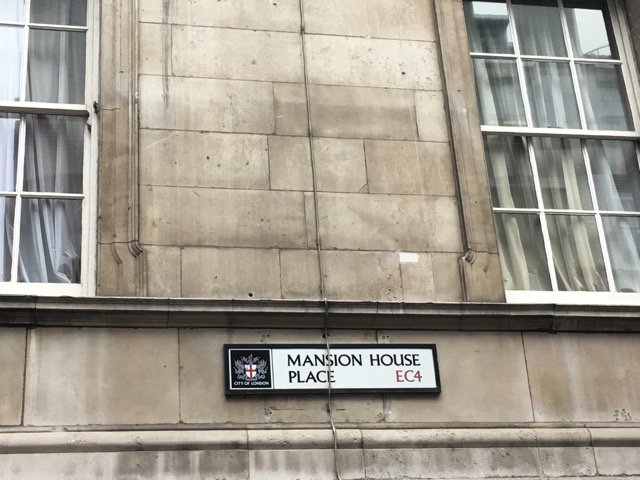 MANSION HOUSE
PLACE EC4
CITY OF LONDON